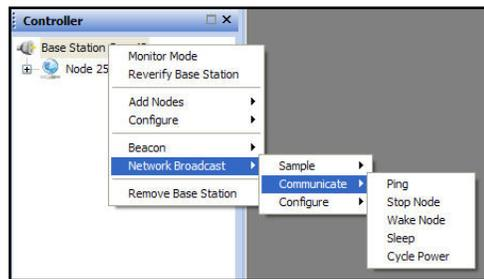 Controller
Base Station
Node 25
Monitor Mode
Reverify Base Station
Add Nodes
Configure
Beacon
Network Broadcast
Remove Base Station
Sample
Communicate
Configure
Ping
Stop Node
Wake Node
Sleep
Cycle Power